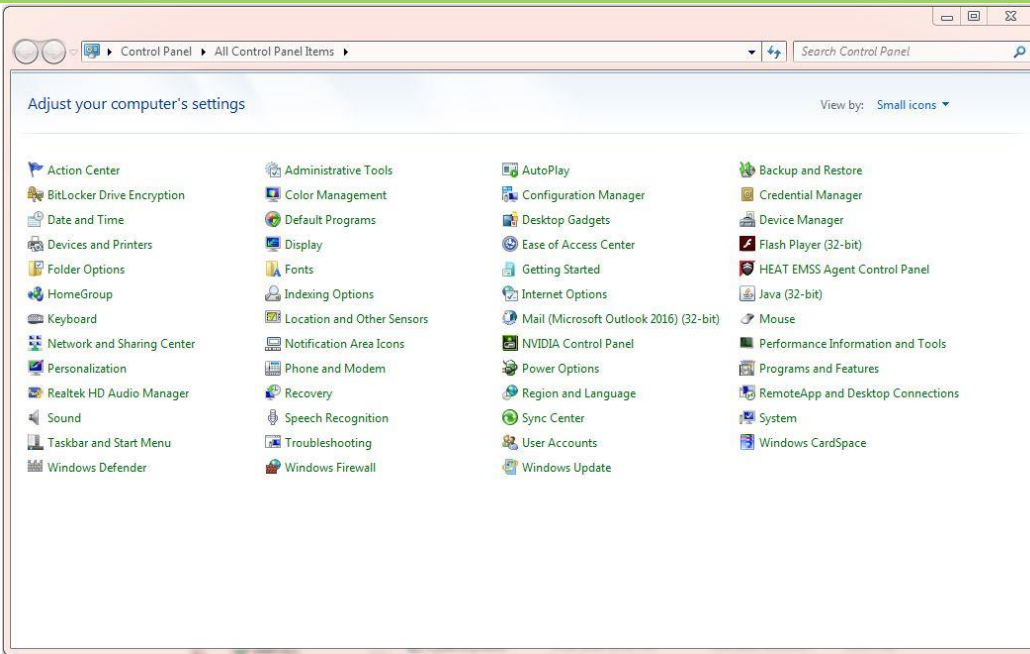 Control Panel ▸ All Control Panel Items ▸ Search Control Panel
Adjust your computer's settings View by: Small icons
Action Center Administrative Tools AutoPlay Backup and Restore
BitLocker Drive Encryption Color Management Configuration Manager Credential Manager
Date and Time Default Programs Desktop Gadgets Device Manager
Devices and Printers Display Ease of Access Center Flash Player (32-bit)
Folder Options Fonts Getting Started HEAT EMSS Agent Control Panel
HomeGroup Indexing Options Internet Options Java (32-bit)
Keyboard Location and Other Sensors Mail (Microsoft Outlook 2016) (32-bit) Mouse
Network and Sharing Center Notification Area Icons NVIDIA Control Panel Performance Information and Tools
Personalization Phone and Modem Power Options Programs and Features
Realtek HD Audio Manager Recovery Region and Language RemoteApp and Desktop Connections
Sound Speech Recognition Sync Center System
Taskbar and Start Menu Troubleshooting User Accounts Windows CardSpace
Windows Defender Windows Firewall Windows Update